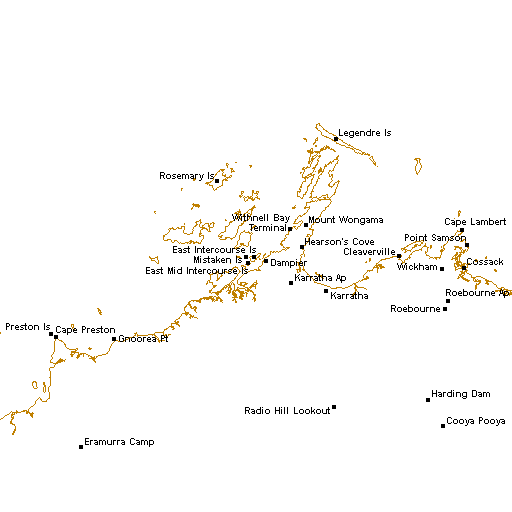 Legendre Is
Rosemary Is
Withnell Bay
Terminal
Mount Wongama
Cape Lambert
Point Samson
Hearson's Cove
East Intercourse Is
Cleaverville
Mistaken Is
Dampier
Cossack
Wickham
East Mid Intercourse Is
Karratha Ap
Karratha
Roebourne Ap
Roebourne
Preston Is
Cape Preston
Gnoorea Pt
Harding Dam
Radio Hill Lookout
Cooya Pooya
Eramurra Camp